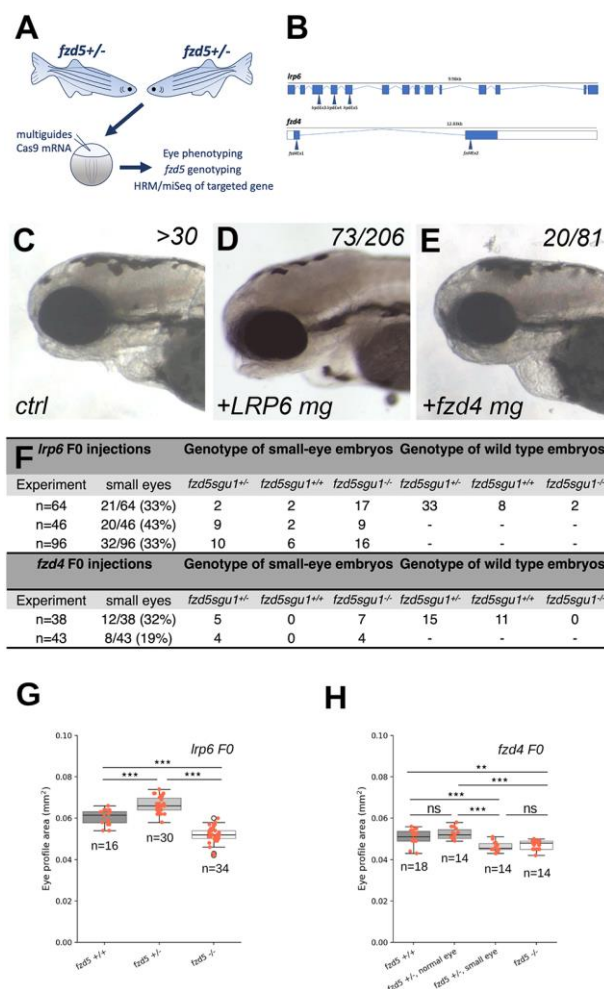 A
fzd5+/-
fzd5+/-
multiguides
Cas9 mRNA
Eye phenotyping
fzd5 genotyping
HRM/miSeq of targeted gene
B
lrp6
fzd4
C
>30
ctrl
D
73/206
+LRP6 mg
E
20/81
+fzd4 mg
F
lrp6 F0 injections Genotype of small-eye embryos Genotype of wild type embryos
Experiment small eyes fzd5sgu1+/- fzd5sgu1+/+ fzd5sgu1-/- fzd5sgu1+/- fzd5sgu1+/+ fzd5sgu1-/-
n=64 21/64 (33%) 2 2 17 33 8 2
n=46 20/46 (43%) 9 2 9 - - -
n=96 32/96 (33%) 10 6 16 - - -
fzd4 F0 injections Genotype of small-eye embryos Genotype of wild type embryos
Experiment small eyes fzd5sgu1+/- fzd5sgu1+/+ fzd5sgu1-/- fzd5sgu1+/- fzd5sgu1+/+ fzd5sgu1-/-
n=38 12/38 (32%) 5 0 7 15 11 0
n=43 8/43 (19%) 4 0 4 - - -
G
lrp6 F0
Eye profile area (mm2)
0.10
0.08
0.06
0.04
0.02
0.00
***
*** ***
n=16
n=30
n=34
fzd5 +/+
fzd5 +/-
fzd5 -/-
H
fzd4 F0
Eye profile area (mm2)
0.10
0.08
0.06
0.04
0.02
0.00
**
***
***
ns *** ns
n=18
n=14
n=14
n=14
fzd5 +/+
fzd5 +/-, normal eye
fzd5 +/-, small eye
fzd5 -/-